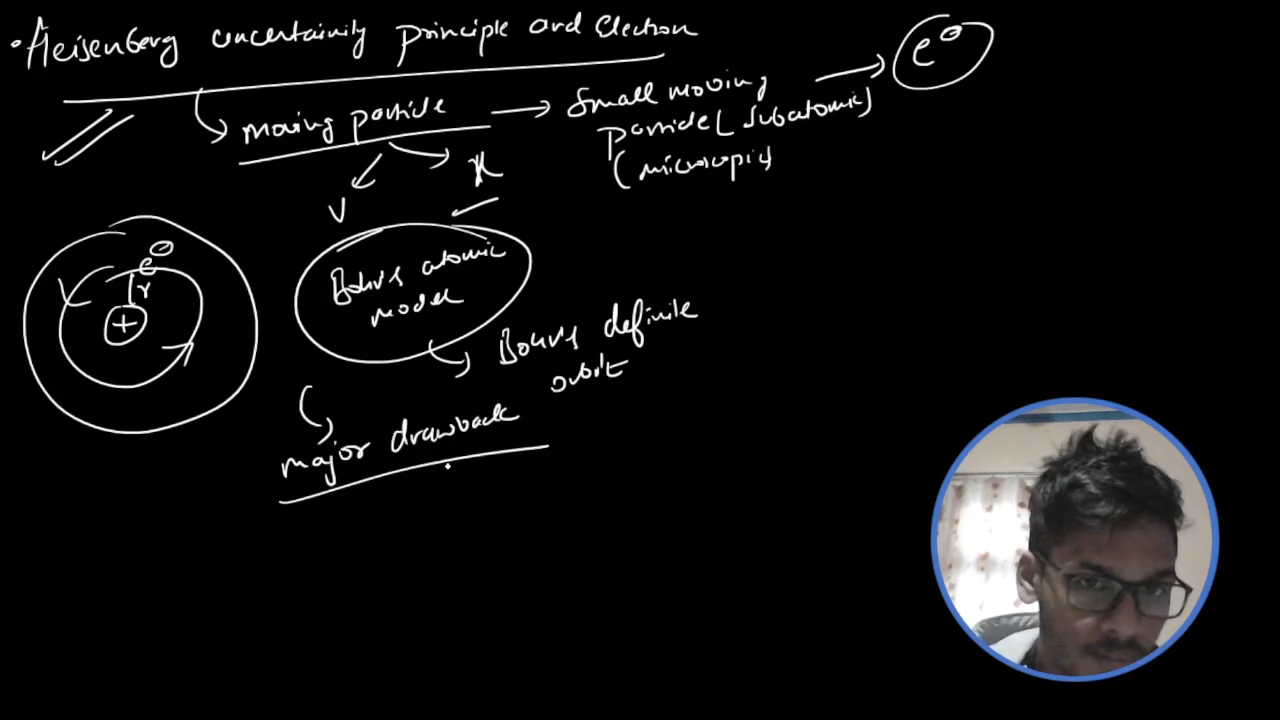 • Heisenberg uncertainity principle and Electron
moving particle → Small moving → e⊖
particle (subatomic)
(microscopic)
V x
e⊖
r
+
Bohr's atomic
model
Bohr's definite
orbit
major drawback